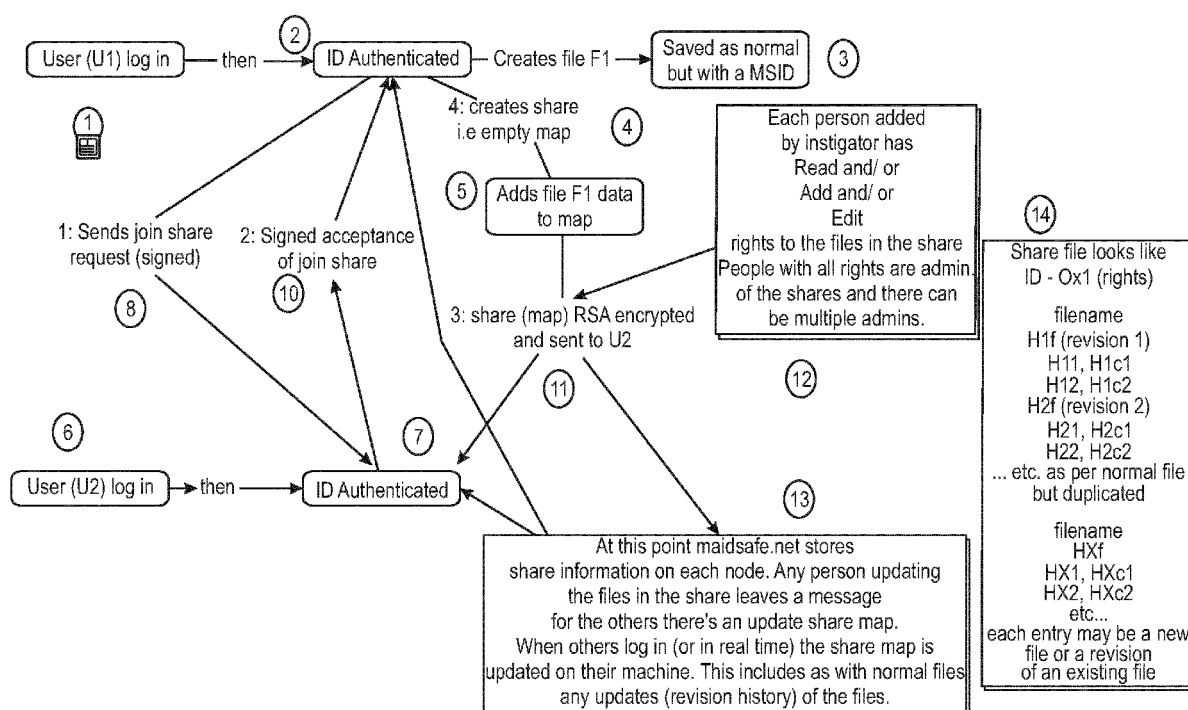 2
User (U1) log in
then
ID Authenticated
Creates file F1
Saved as normal
but with a MSID
3
1
4: creates share
i.e empty map
4
5
Adds file F1 data
to map
Each person added
by instigator has
Read and/ or
Add and/ or
Edit
rights to the files in the share
People with all rights are admin.
of the shares and there can
be multiple admins.
1: Sends join share
request (signed)
8
2: Signed acceptance
of join share
10
3: share (map) RSA encrypted
and sent to U2
11
12
14
Share file looks like
ID - Ox1 (rights)
filename
H1f (revision 1)
H11, H1c1
H12, H1c2
H2f (revision 2)
H21, H2c1
H22, H2c2
... etc. as per normal file
but duplicated
filename
HXf
HX1, HXc1
HX2, HXc2
etc...
each entry may be a new
file or a revision
of an existing file
6
7
User (U2) log in
then
ID Authenticated
13
At this point maidsafe.net stores
share information on each node. Any person updating
the files in the share leaves a message
for the others there's an update share map.
When others log in (or in real time) the share map is
updated on their machine. This includes as with normal files
any updates (revision history) of the files.